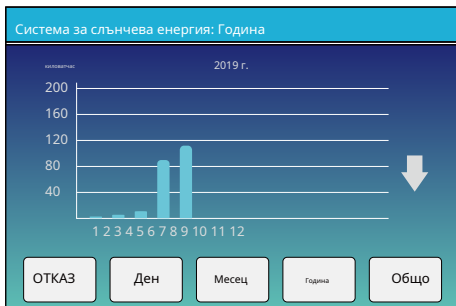 Система за слънчева енергия: Година
киловатчас
2019 г.
200
160
120
80
40
1 2 3 4 5 6 7 8 9 10 11 12
ОТКАЗ
Ден
Месец
Година
Общо